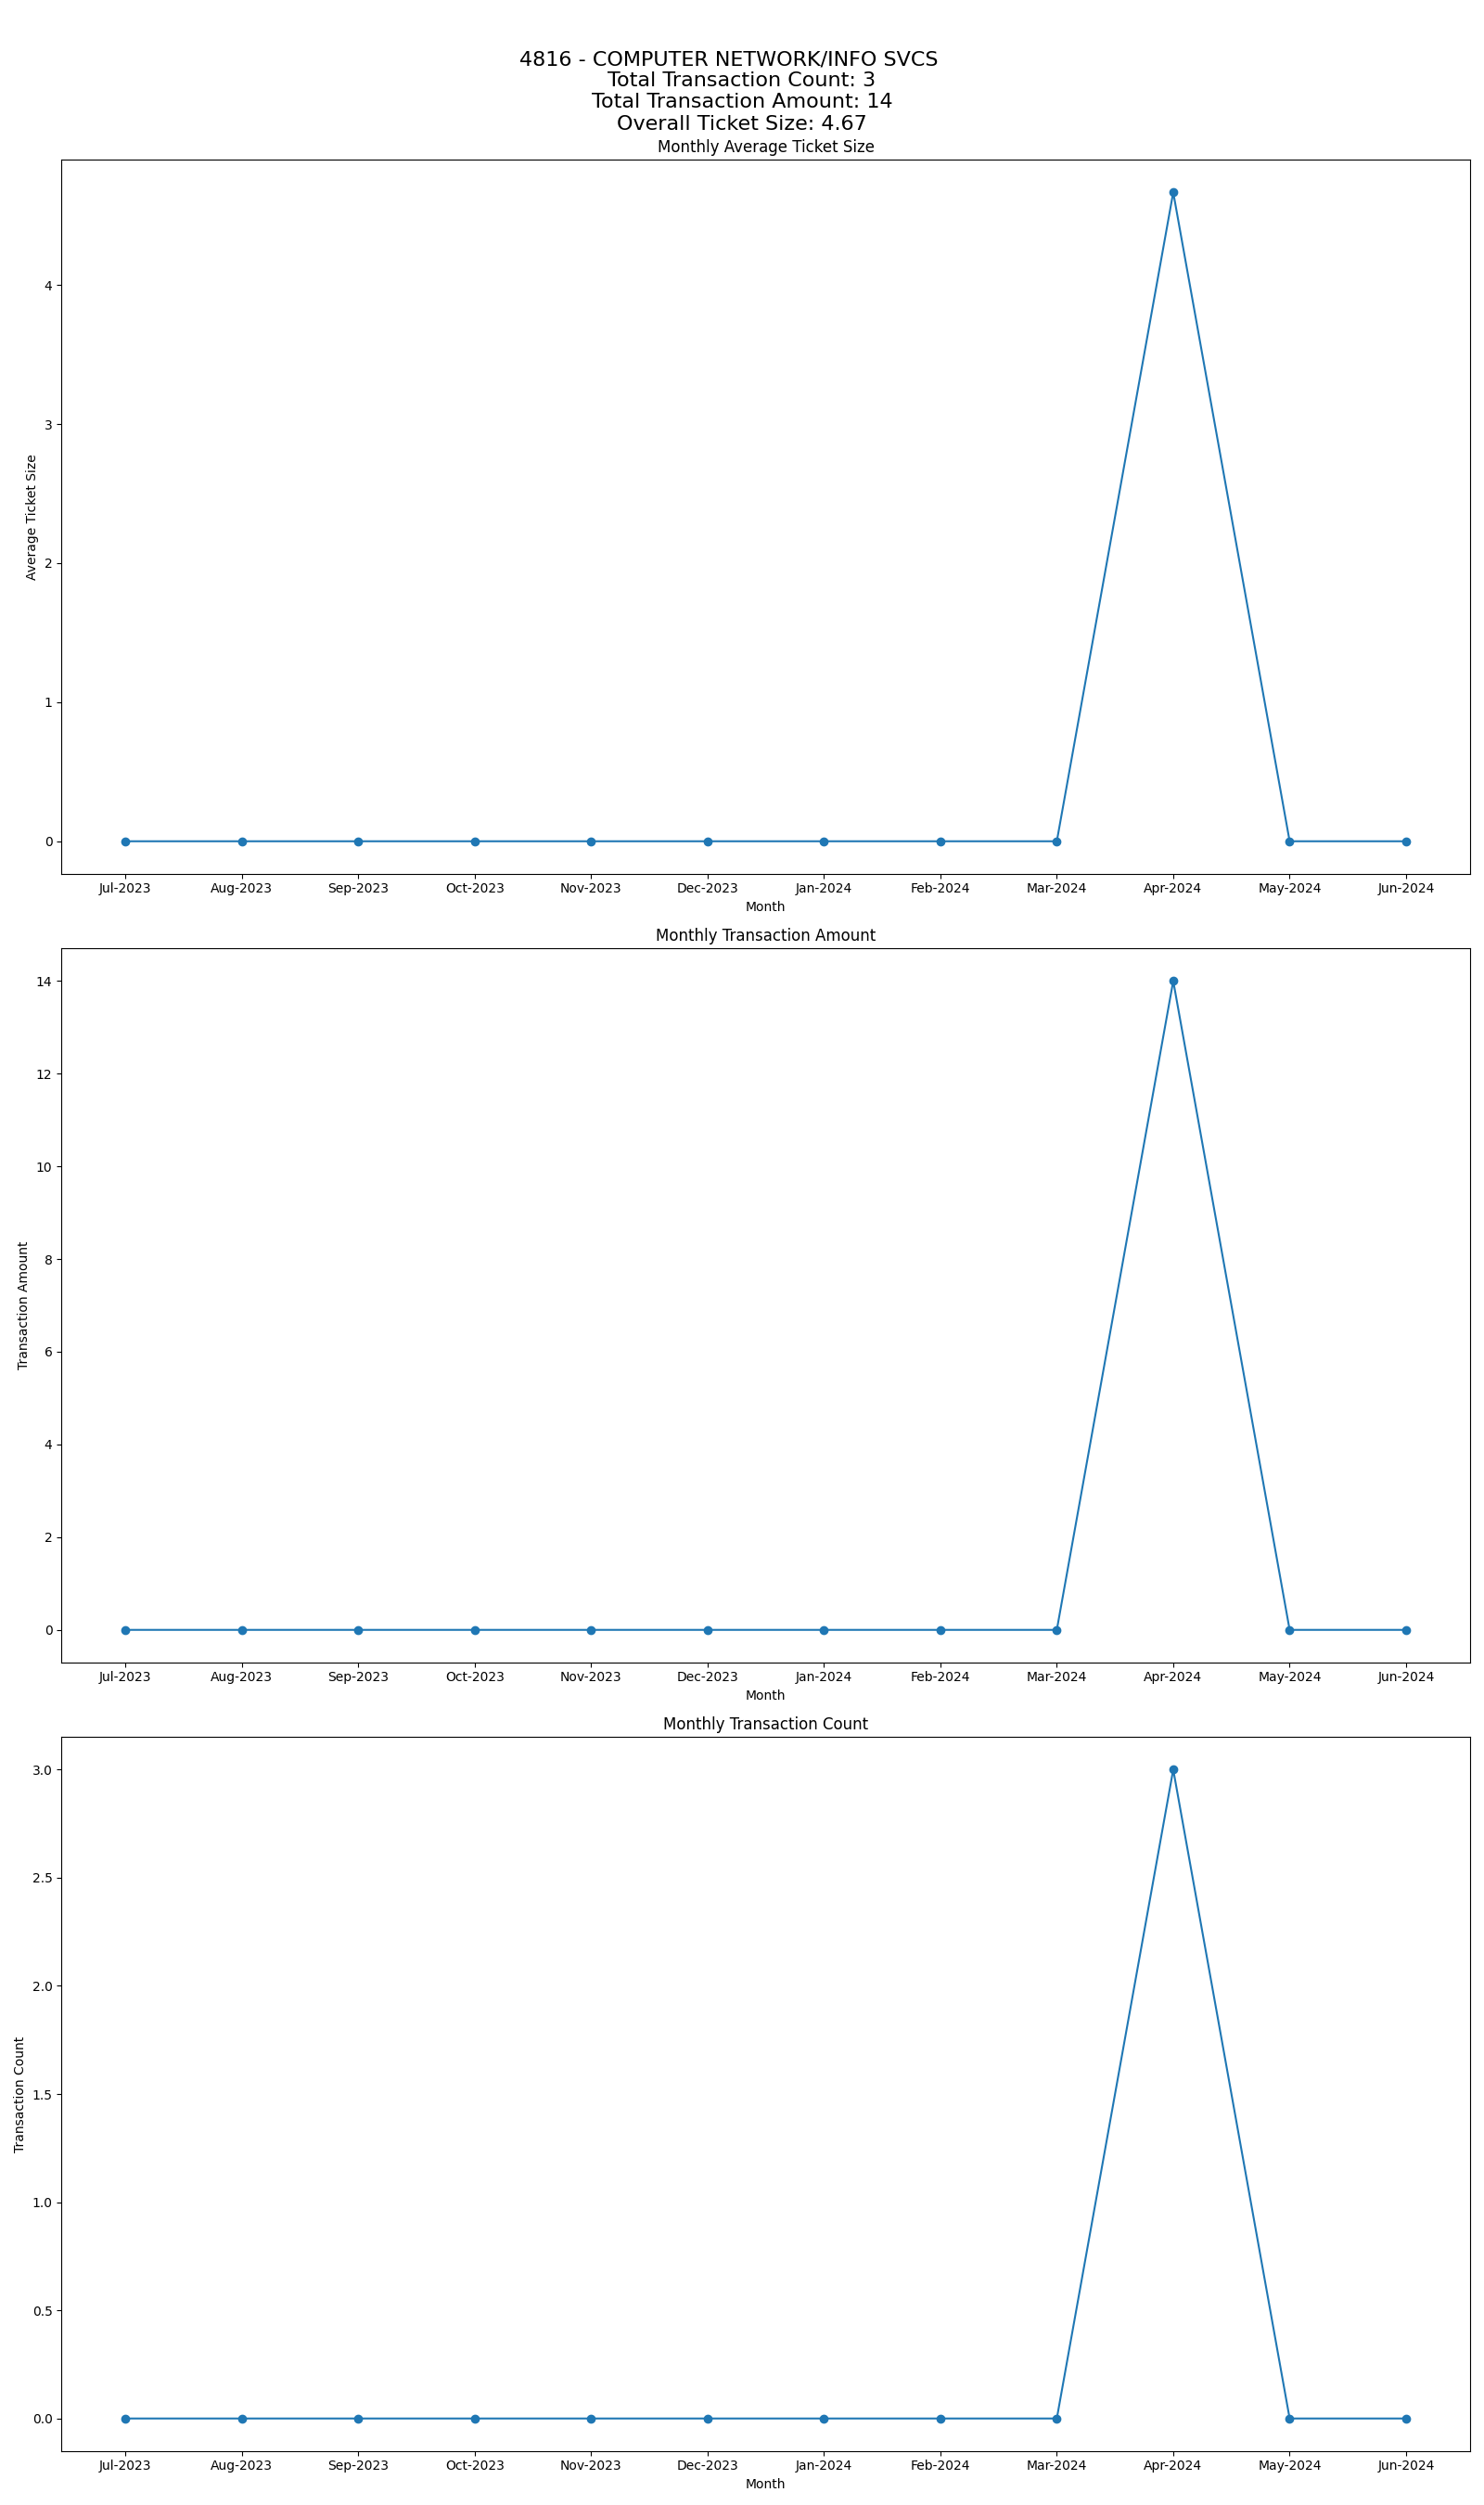 4816 - COMPUTER NETWORK/INFO SVCS
Total Transaction Count: 3
Total Transaction Amount: 14
Overall Ticket Size: 4.67
Monthly Average Ticket Size
4
3
2
1
0
Average Ticket Size
Jul-2023 Aug-2023 Sep-2023 Oct-2023 Nov-2023 Dec-2023 Jan-2024 Feb-2024 Mar-2024 Apr-2024 May-2024 Jun-2024
Month
Monthly Transaction Amount
14
12
10
8
6
4
2
0
Transaction Amount
Jul-2023 Aug-2023 Sep-2023 Oct-2023 Nov-2023 Dec-2023 Jan-2024 Feb-2024 Mar-2024 Apr-2024 May-2024 Jun-2024
Month
Monthly Transaction Count
3.0
2.5
2.0
1.5
1.0
0.5
0.0
Transaction Count
Jul-2023 Aug-2023 Sep-2023 Oct-2023 Nov-2023 Dec-2023 Jan-2024 Feb-2024 Mar-2024 Apr-2024 May-2024 Jun-2024
Month